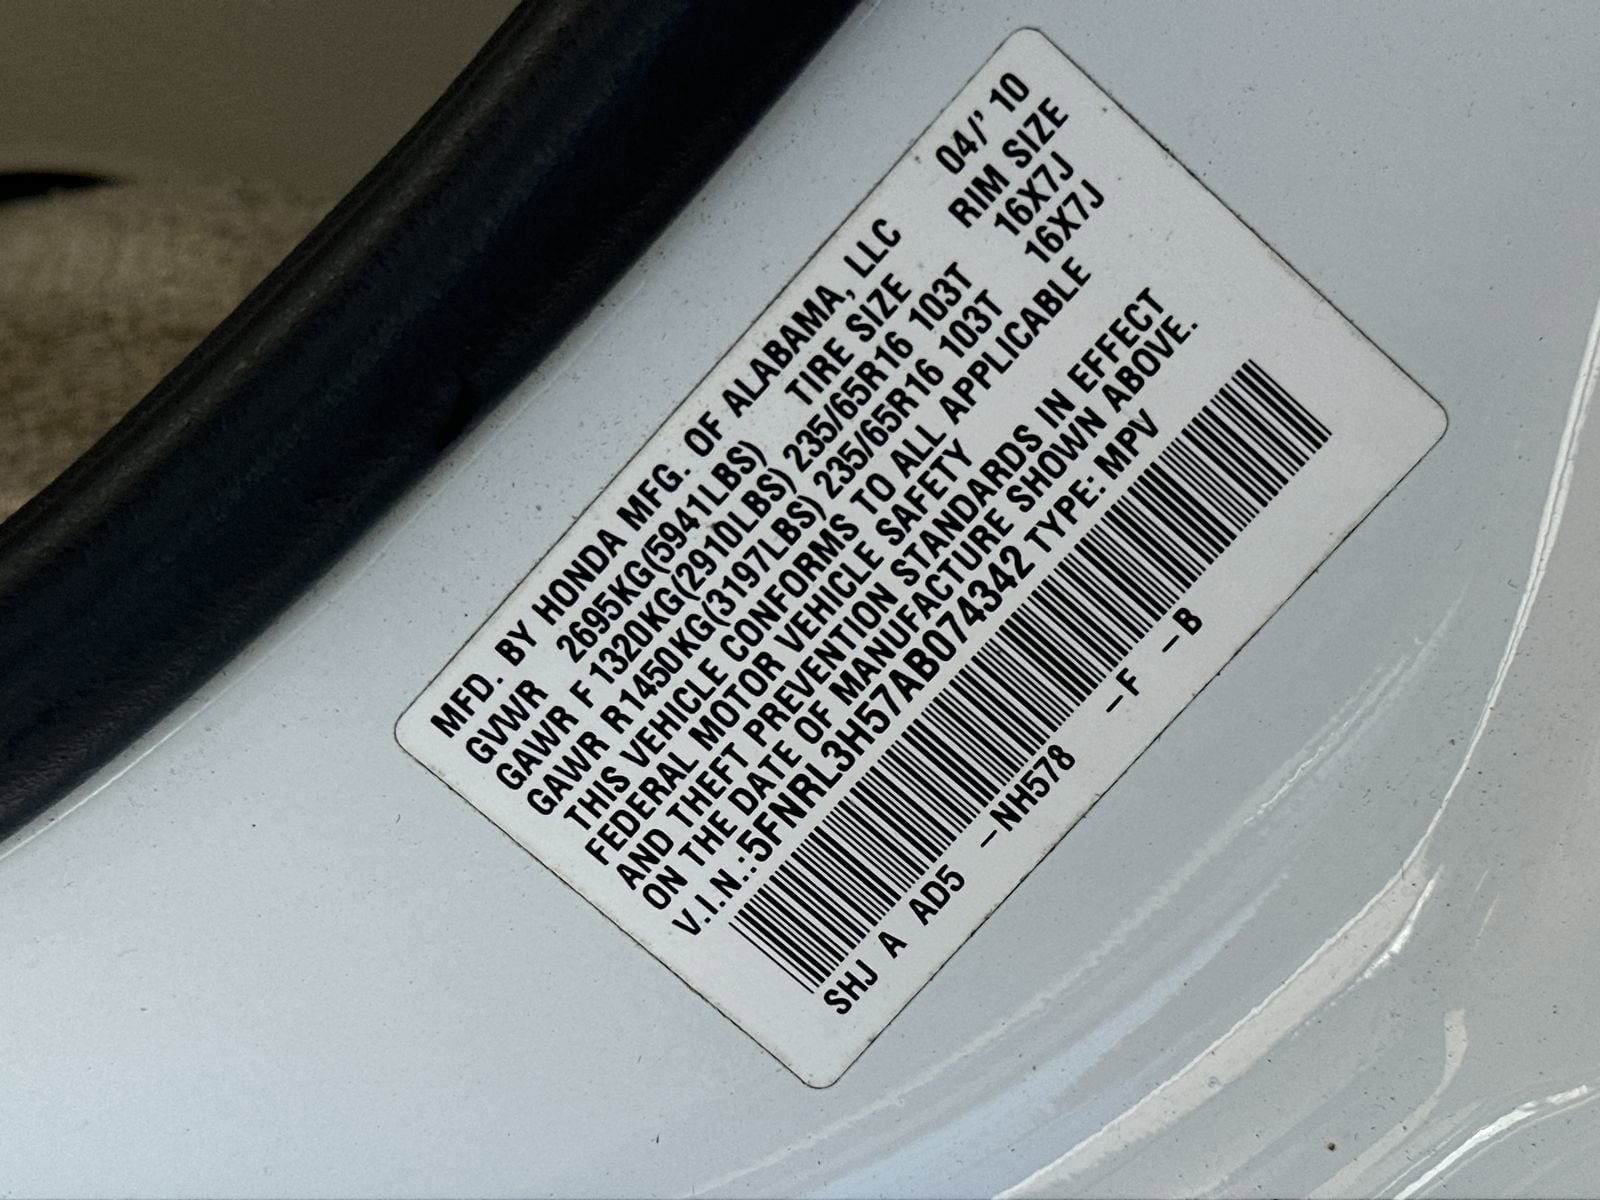 MFD. BY HONDA MFG. OF ALABAMA, LLC 04/' 10
GVWR 2695KG(5941LBS) TIRE SIZE RIM SIZE
GAWR F 1320KG(2910LBS) 235/65R16 103T 16X7J
GAWR R1450KG(3197LBS) 235/65R16 103T 16X7J
THIS VEHICLE CONFORMS TO ALL APPLICABLE
FEDERAL MOTOR VEHICLE SAFETY
AND THEFT PREVENTION STANDARDS IN EFFECT
ON THE DATE OF MANUFACTURE SHOWN ABOVE.
V.I.N.:5FNRL3H57AB074342 TYPE: MPV
SHJ A AD5 -NH578 -F -B